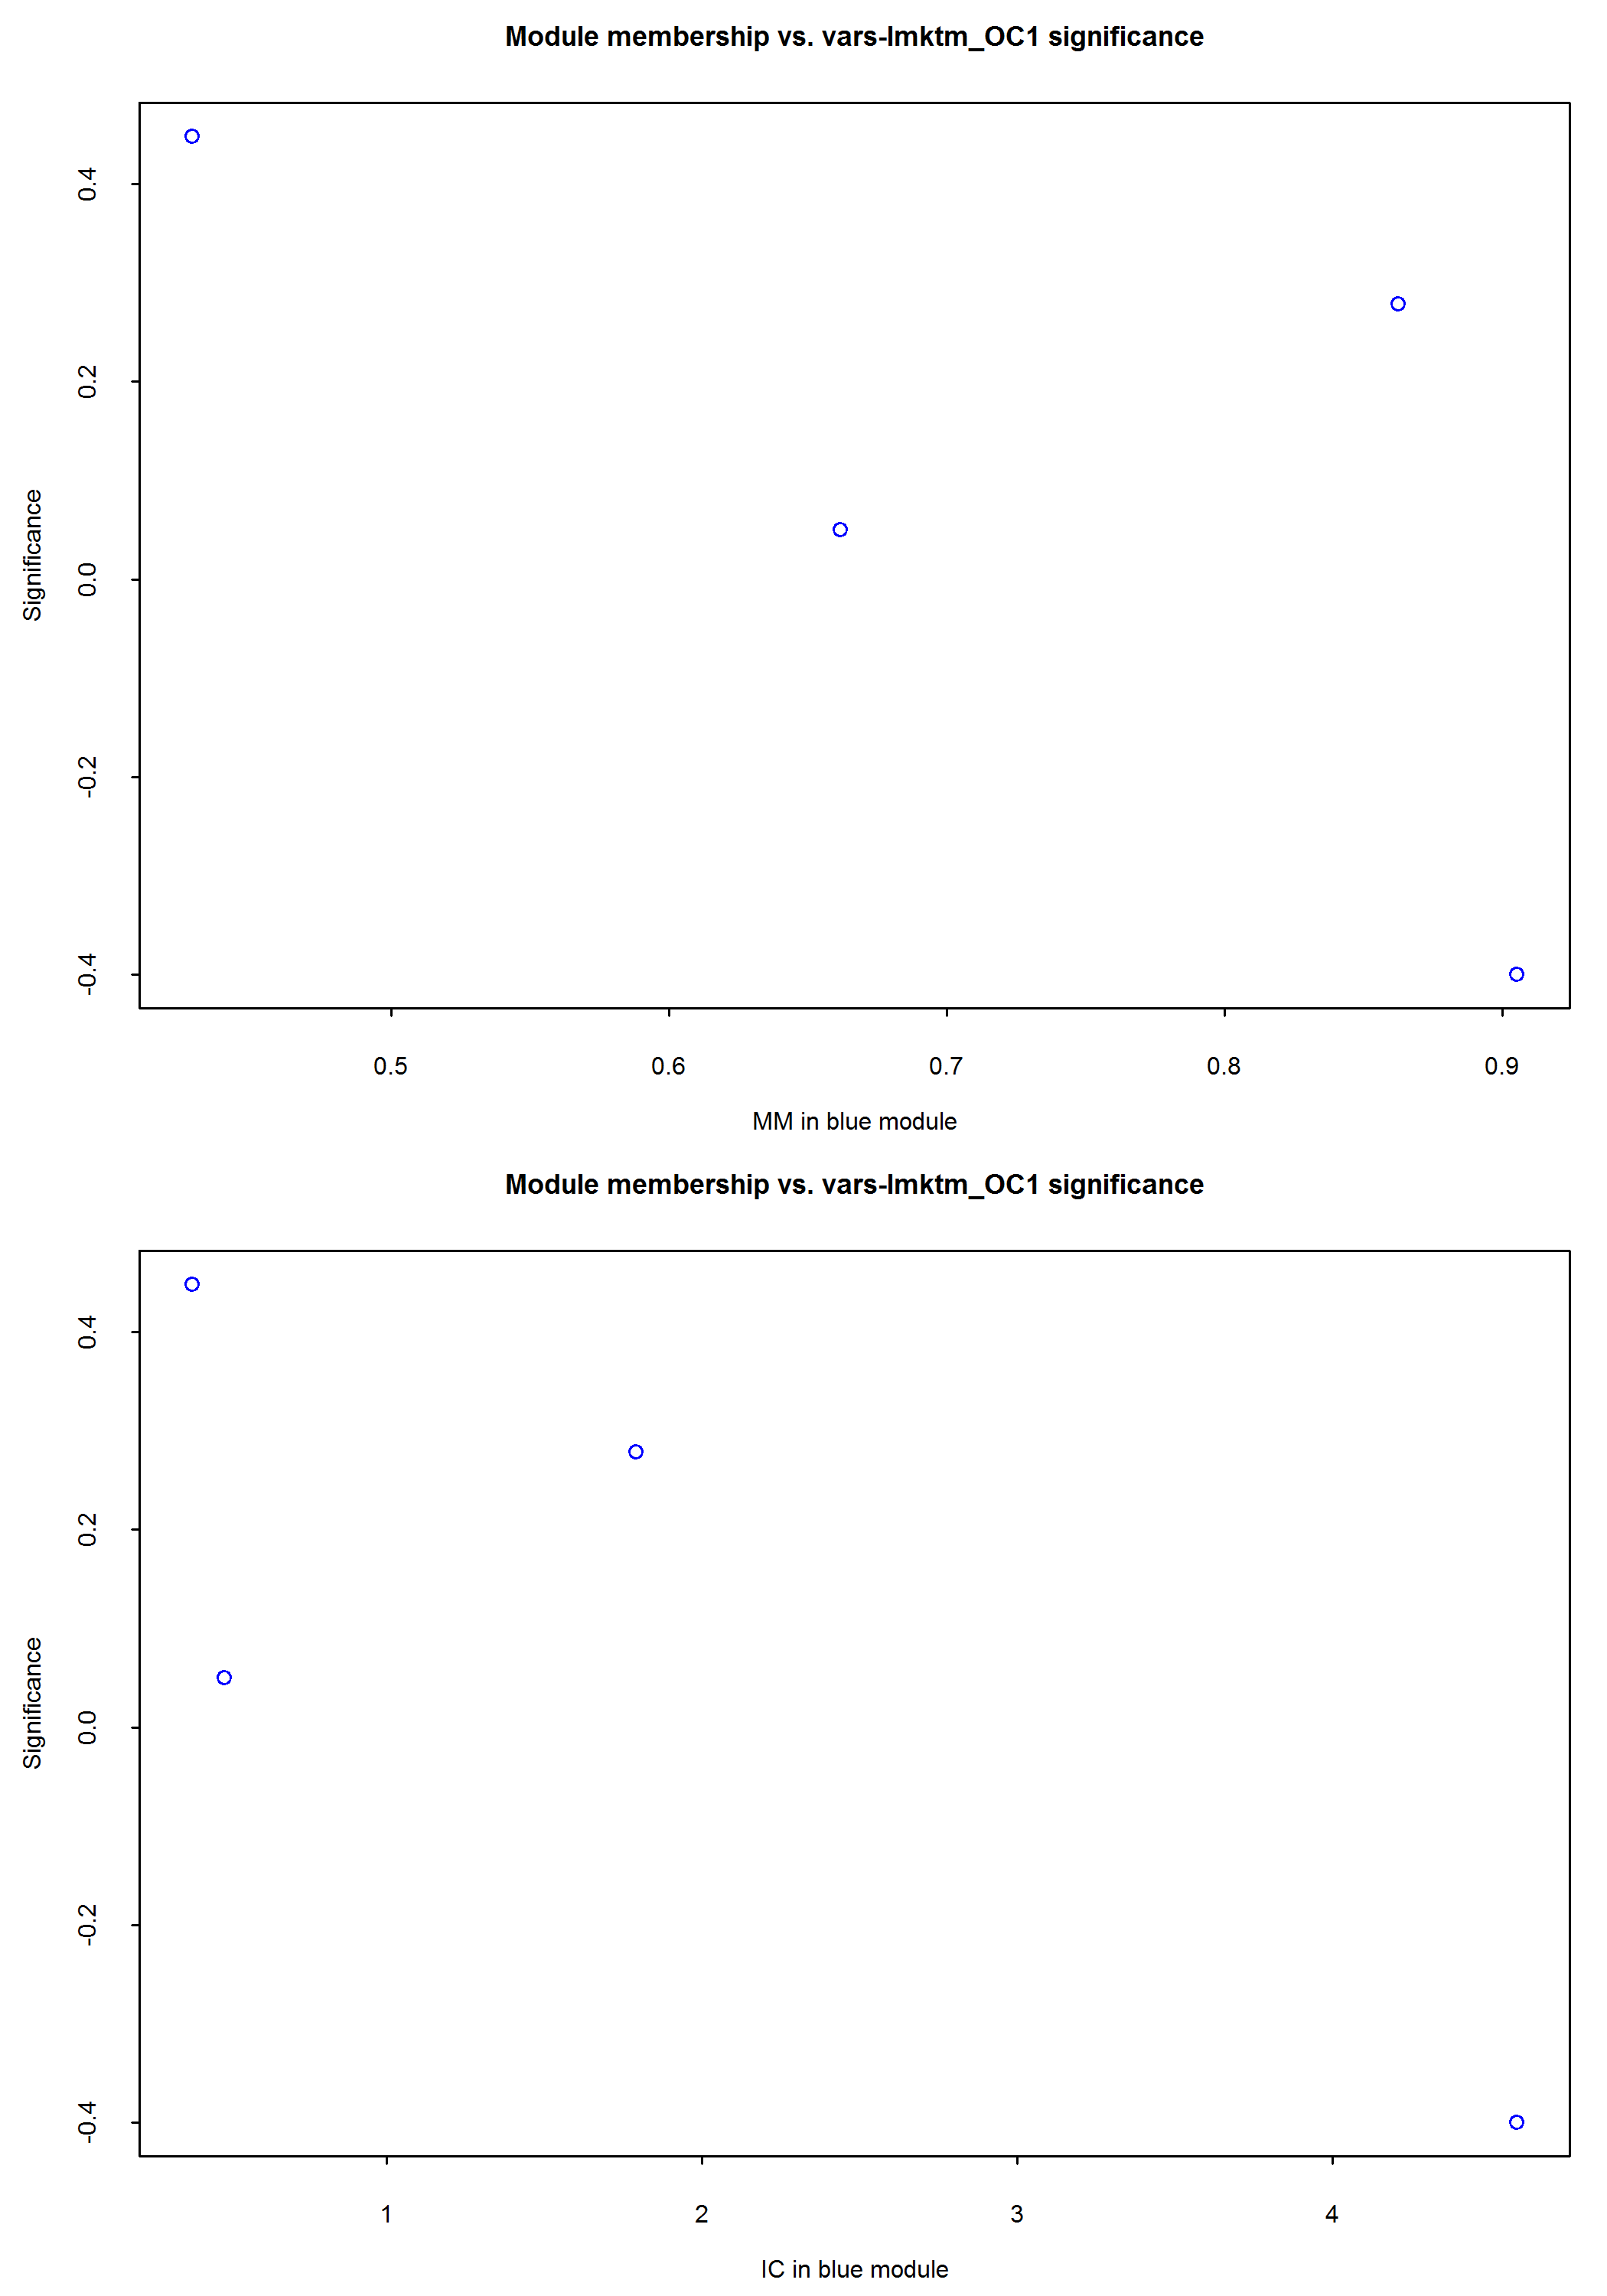 Module membership vs. vars-lmktm_OC1 significance
0.4
0.2
0.0
-0.2
-0.4
Significance
0.5 0.6 0.7 0.8 0.9
MM in blue module
Module membership vs. vars-lmktm_OC1 significance
0.4
0.2
0.0
-0.2
-0.4
Significance
1 2 3 4
IC in blue module